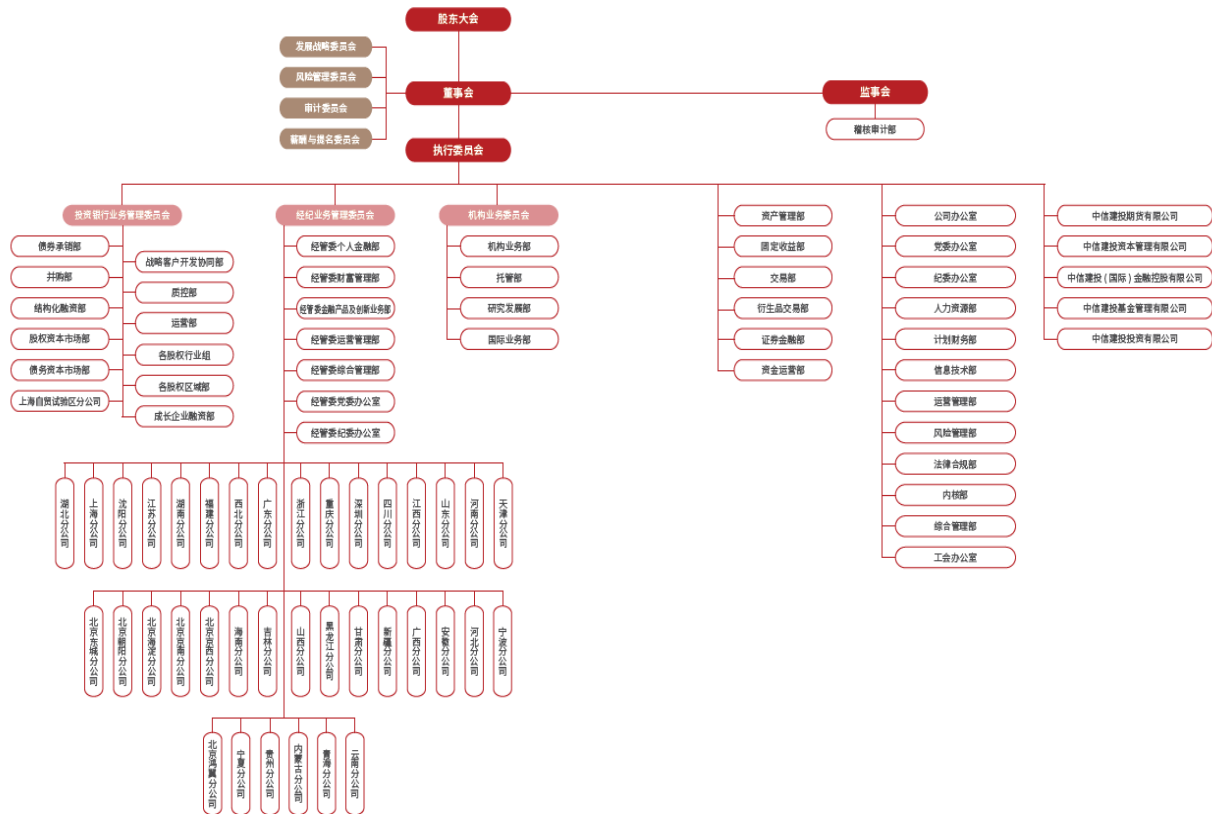 股东大会
发展战略委员会
风险管理委员会
审计委员会
薪酬与提名委员会
董事会
监事会
稽核审计部
执行委员会
投资银行业务管理委员会
债券承销部
并购部
结构化融资部
股权资本市场部
债务资本市场部
上海自贸试验区分公司
战略客户开发协同部
质控部
运营部
各股权行业组
各股权区域部
成长企业融资部
经纪业务管理委员会
经管委个人金融部
经管委财富管理部
经管委金融产品及创新业务部
经管委运营管理部
经管委综合管理部
经管委党委办公室
经管委纪委办公室
机构业务委员会
机构业务部
托管部
研究发展部
国际业务部
资产管理部
固定收益部
交易部
衍生品交易部
证券金融部
资金运营部
公司办公室
党委办公室
纪委办公室
人力资源部
计划财务部
信息技术部
运营管理部
风险管理部
法律合规部
内核部
综合管理部
工会办公室
中信建投期货有限公司
中信建投资本管理有限公司
中信建投(国际)金融控股有限公司
中信建投基金管理有限公司
中信建投投资有限公司
湖北分公司
上海分公司
沈阳分公司
江苏分公司
湖南分公司
福建分公司
西北分公司
广东分公司
浙江分公司
重庆分公司
深圳分公司
四川分公司
江西分公司
山东分公司
河南分公司
天津分公司
北京东城分公司
北京朝阳分公司
北京海淀分公司
北京京南分公司
北京京西分公司
海南分公司
吉林分公司
山西分公司
黑龙江分公司
甘肃分公司
新疆分公司
广西分公司
安徽分公司
河北分公司
宁波分公司
北京鸿翼分公司
宁夏分公司
贵州分公司
内蒙古分公司
青海分公司
云南分公司